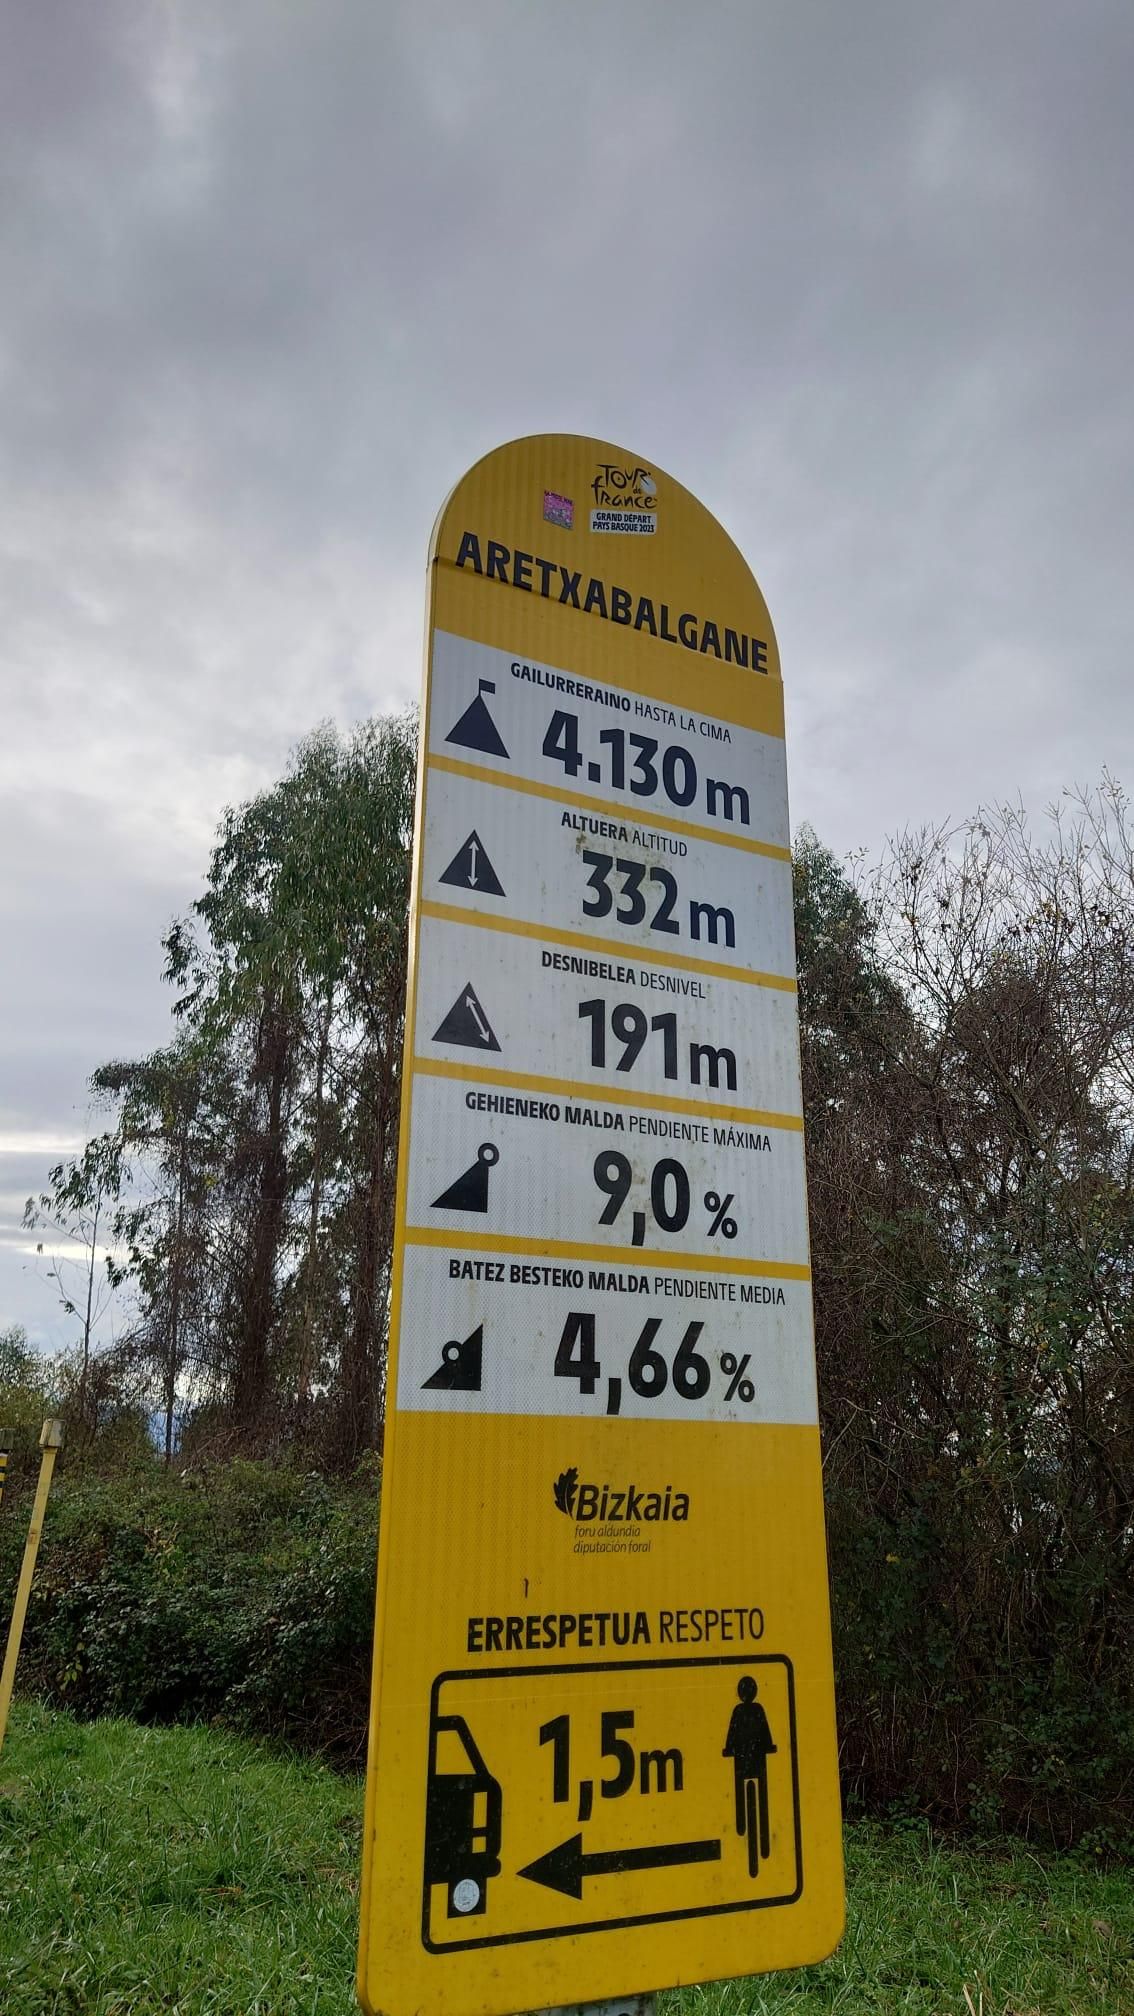 TOUR
de
france
GRAND DÉPART
PAYS BASQUE 2023
ARETXABALGANE
GAILURRERAINO HASTA LA CIMA
4.130 m
ALTUERA ALTITUD
332 m
DESNIBELEA DESNIVEL
191 m
GEHIENEKO MALDA PENDIENTE MÁXIMA
9,0 %
BATEZ BESTEKO MALDA PENDIENTE MEDIA
4,66 %
Bizkaia
foru aldundia
diputación foral
ERRESPETUA RESPETO
1,5m